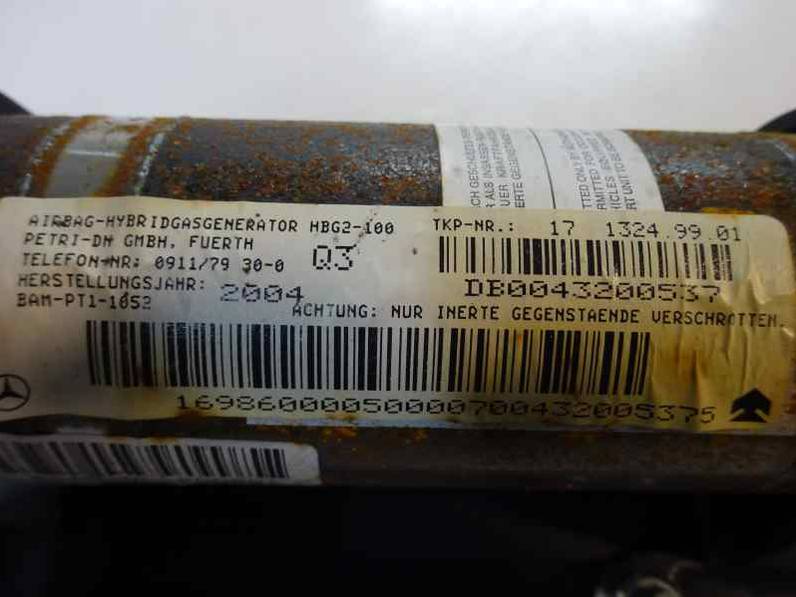 AIRBAG-HYBRIDGASGENERATOR HBG2-100
PETRI-DN GMBH, FUERTH
TELEFON-NR: 0911/79 30-0 Q3
HERSTELLUNGSJAHR: 2004
BAM-PT1-1052
TKP-NR.: 17 1324.99.01
DB0043200537
ACHTUNG: NUR INERTE GEGENSTAENDE VERSCHROTTEN.
16986000050000700432005375